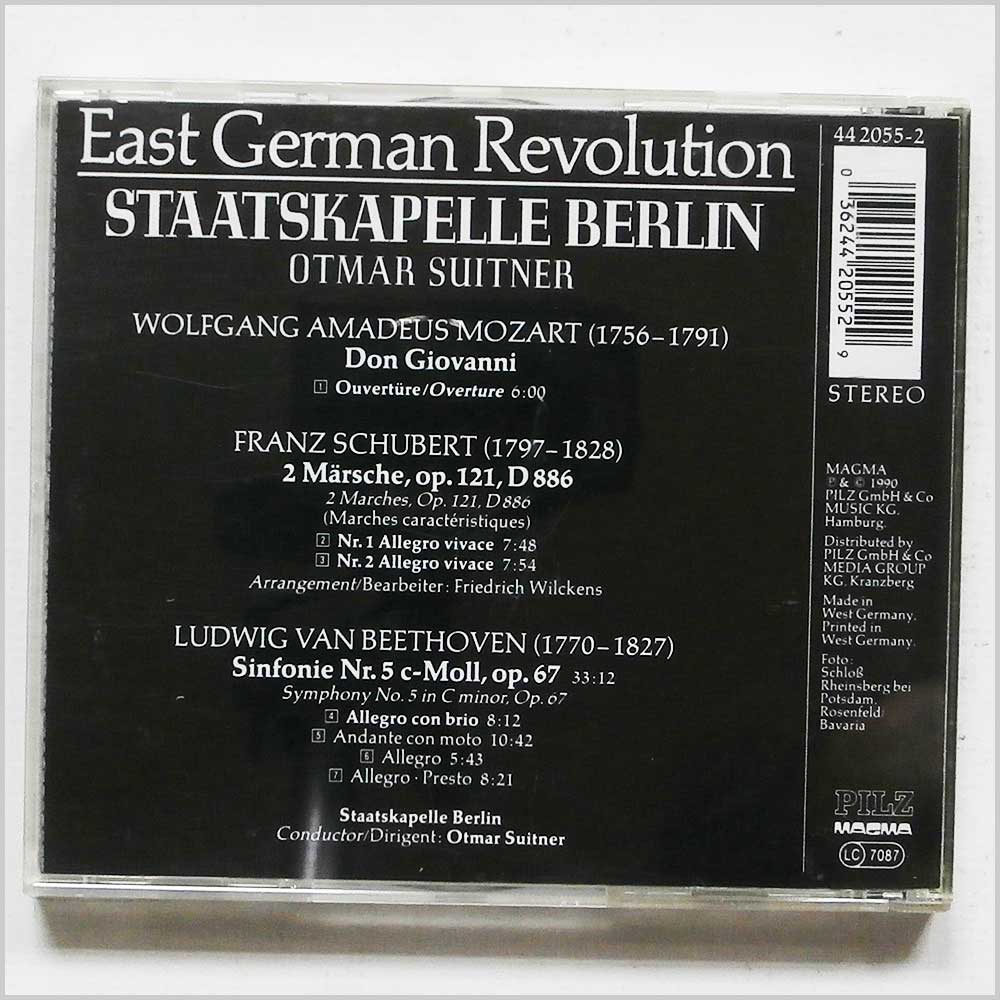 East German Revolution
STAATSKAPELLE BERLIN
OTMAR SUITNER
WOLFGANG AMADEUS MOZART (1756–1791)
Don Giovanni
1 Ouvertüre/Overture 6:00
FRANZ SCHUBERT (1797–1828)
2 Märsche, op. 121, D 886
2 Marches, Op. 121, D 886
(Marches caractéristiques)
2 Nr. 1 Allegro vivace 7:48
3 Nr. 2 Allegro vivace 7:54
Arrangement/Bearbeiter: Friedrich Wilckens
LUDWIG VAN BEETHOVEN (1770–1827)
Sinfonie Nr. 5 c-Moll, op. 67 33:12
Symphony No. 5 in C minor, Op. 67
4 Allegro con brio 8:12
5 Andante con moto 10:42
6 Allegro 5:43
7 Allegro · Presto 8:21
Staatskapelle Berlin
Conductor/Dirigent: Otmar Suitner
44 2055-2
0 36244 20552 9
STEREO
MAGMA
℗ & © 1990
PILZ GmbH & Co
MUSIC KG,
Hamburg.
Distributed by
PILZ GmbH & Co
MEDIA GROUP
KG. Kranzberg
Made in
West Germany.
Printed in
West Germany.
Foto:
Schloß
Rheinsberg bei
Potsdam,
Rosenfeld/
Bavaria
PILZ
MAGMA
LC 7087